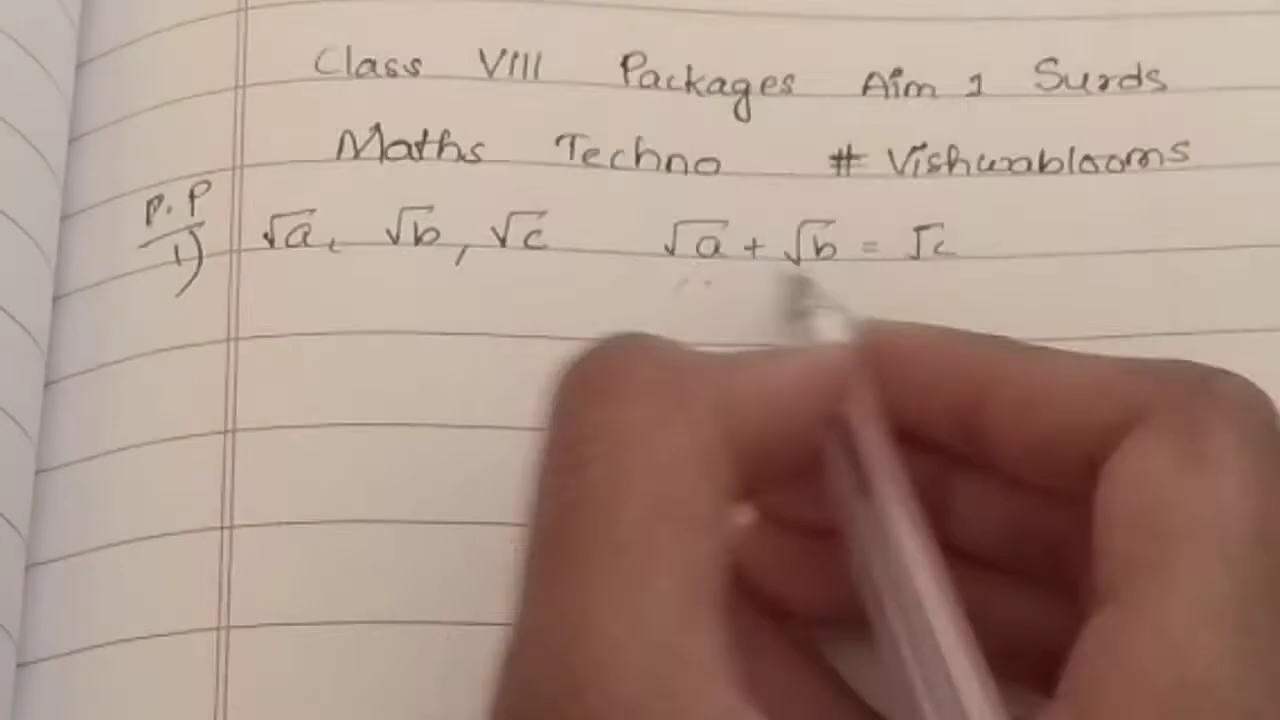 Class VIII Packages Aim 1 Surds
Maths Techno # Vishwablooms
P.P
1) √a, √b, √c √a + √b = √c